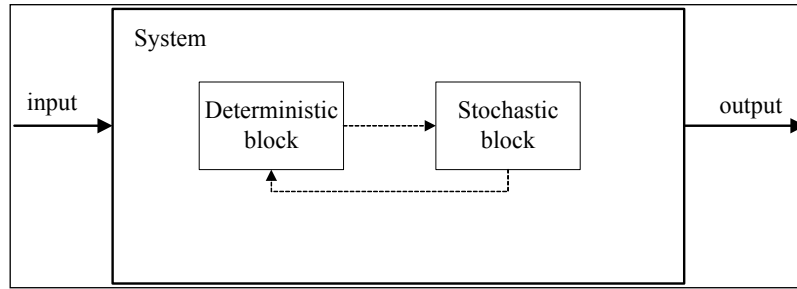 System
input
Deterministic
block
Stochastic
block
output